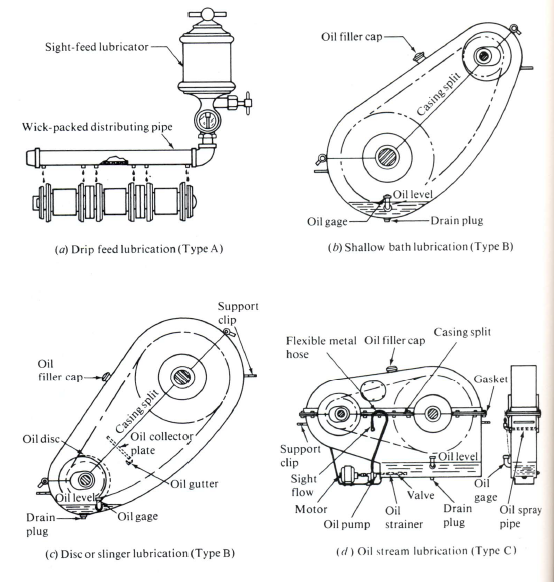 Sight-feed lubricator
Wick-packed distributing pipe
(a) Drip feed lubrication (Type A)
Oil filler cap
Casing split
Oil level
Oil gage
Drain plug
(b) Shallow bath lubrication (Type B)
Support
clip
Oil
filler cap
Casing split
Oil disc
Oil collector
plate
Oil gutter
Oil level
Drain
plug
Oil gage
(c) Disc or slinger lubrication (Type B)
Flexible metal
hose
Oil filler cap
Casing split
Gasket
Support
clip
Oil level
Sight
flow
Motor
Oil pump
Valve
Oil
strainer
Drain
plug
Oil
gage
Oil spray
pipe
(d) Oil stream lubrication (Type C)